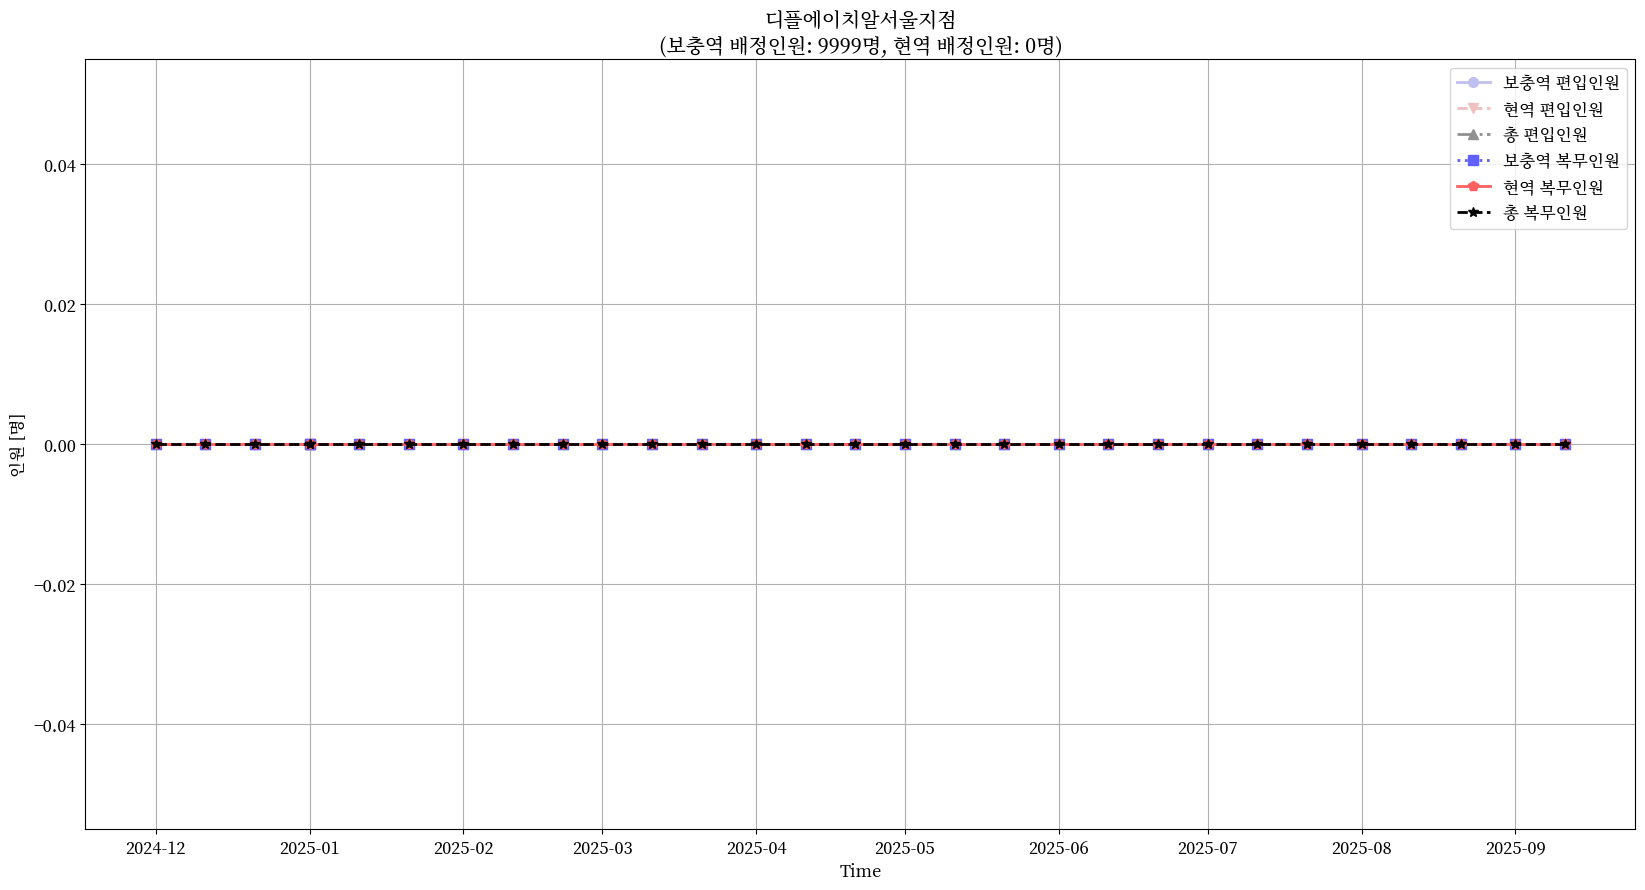 디플에이치알서울지점
(보충역 배정인원: 9999명, 현역 배정인원: 0명)
보충역 편입인원
현역 편입인원
총 편입인원
보충역 복무인원
현역 복무인원
총 복무인원
인원 [명]
0.04
0.02
0.00
−0.02
−0.04
2024-12
2025-01
2025-02
2025-03
2025-04
2025-05
2025-06
2025-07
2025-08
2025-09
Time